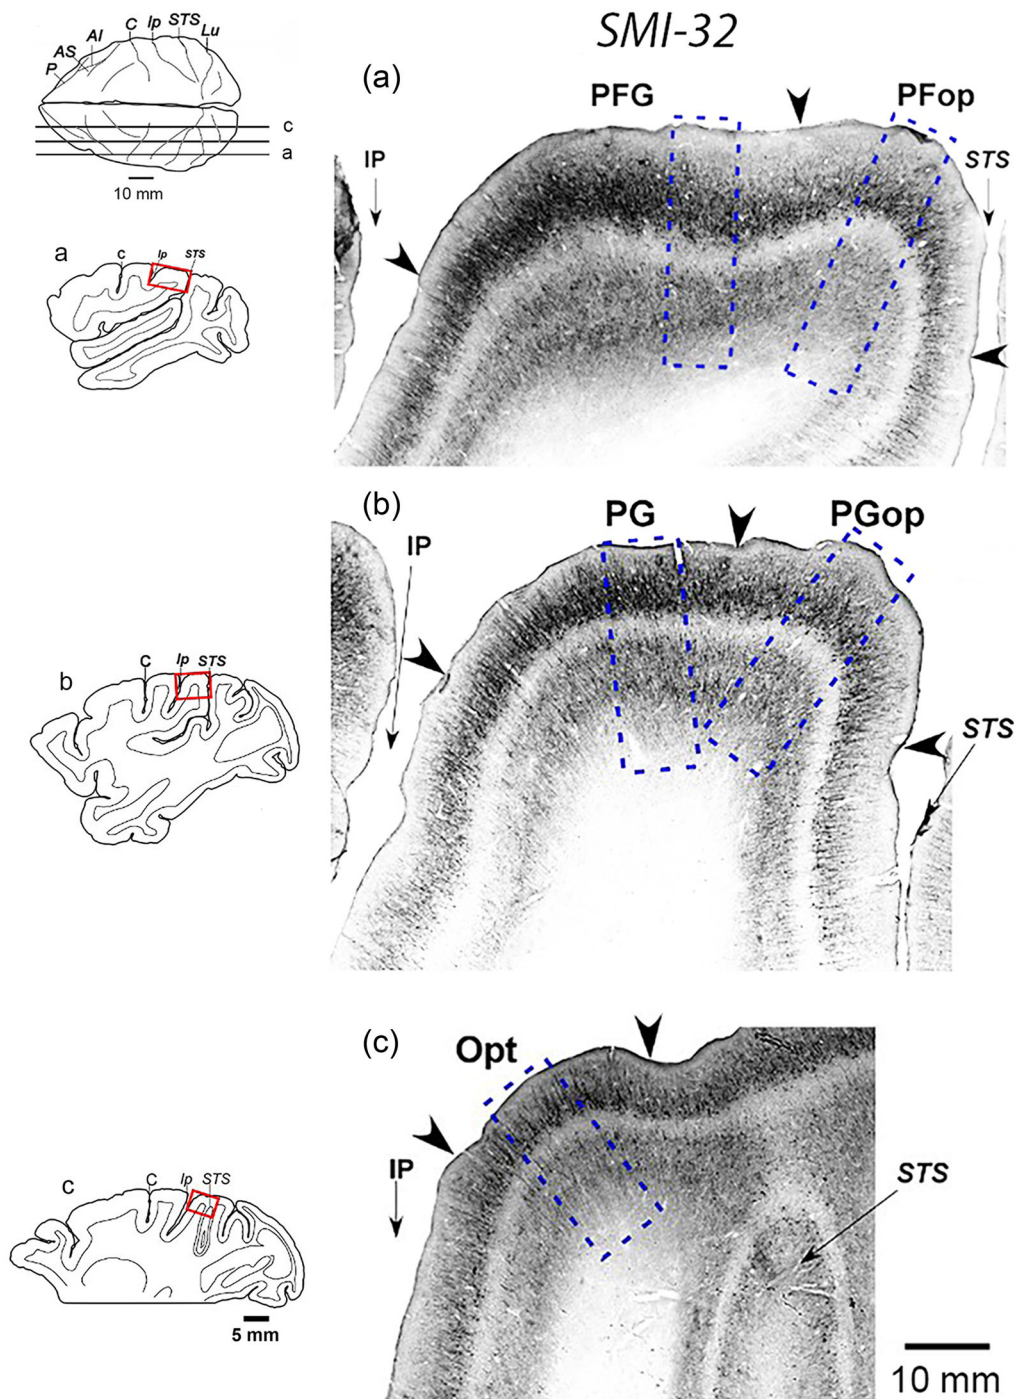 SMI-32
P AS AI C Ip STS Lu
c
a
10 mm
(a)
PFG PFop
IP STS
a
c Ip STS
(b)
PG PGop
IP
STS
b
C Ip STS
(c)
Opt
IP
STS
c
C Ip STS
5 mm
10 mm